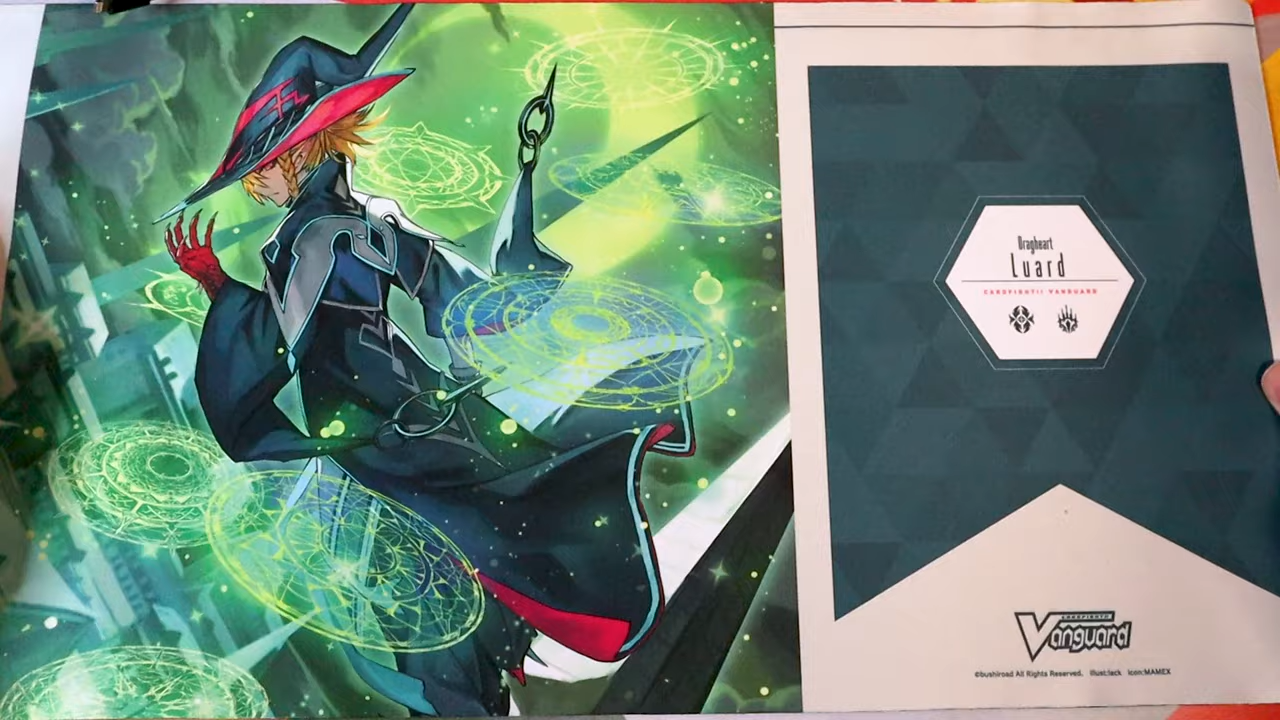 Dragheart
Luard
CARDFIGHT!! VANGUARD
CARDFIGHT!!
Vanguard
©bushiroad All Rights Reserved. illust:lack icon:MAMEX